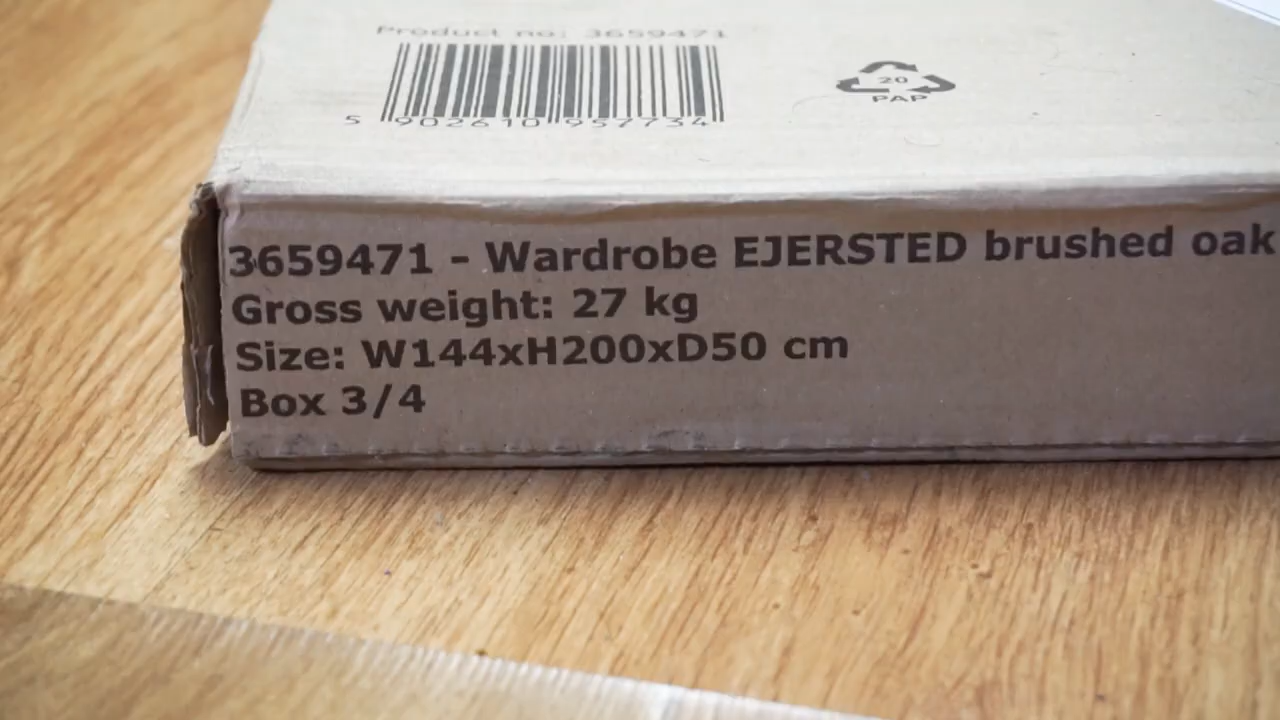 Product no: 3659471
5 902610 957734
20
PAP
3659471 - Wardrobe EJERSTED brushed oak
Gross weight: 27 kg
Size: W144xH200xD50 cm
Box 3/4